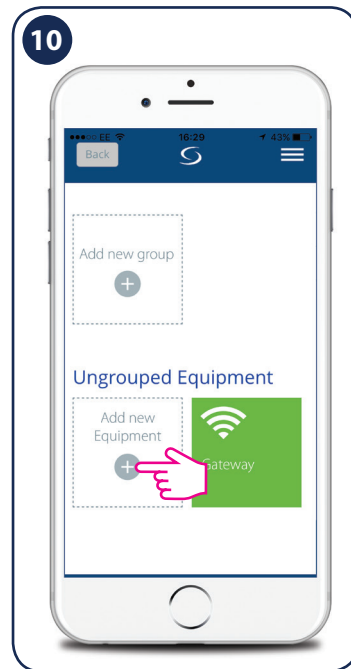 10
EE 16:29 43%
Back
Add new group
Ungrouped Equipment
Add new
Equipment
Gateway